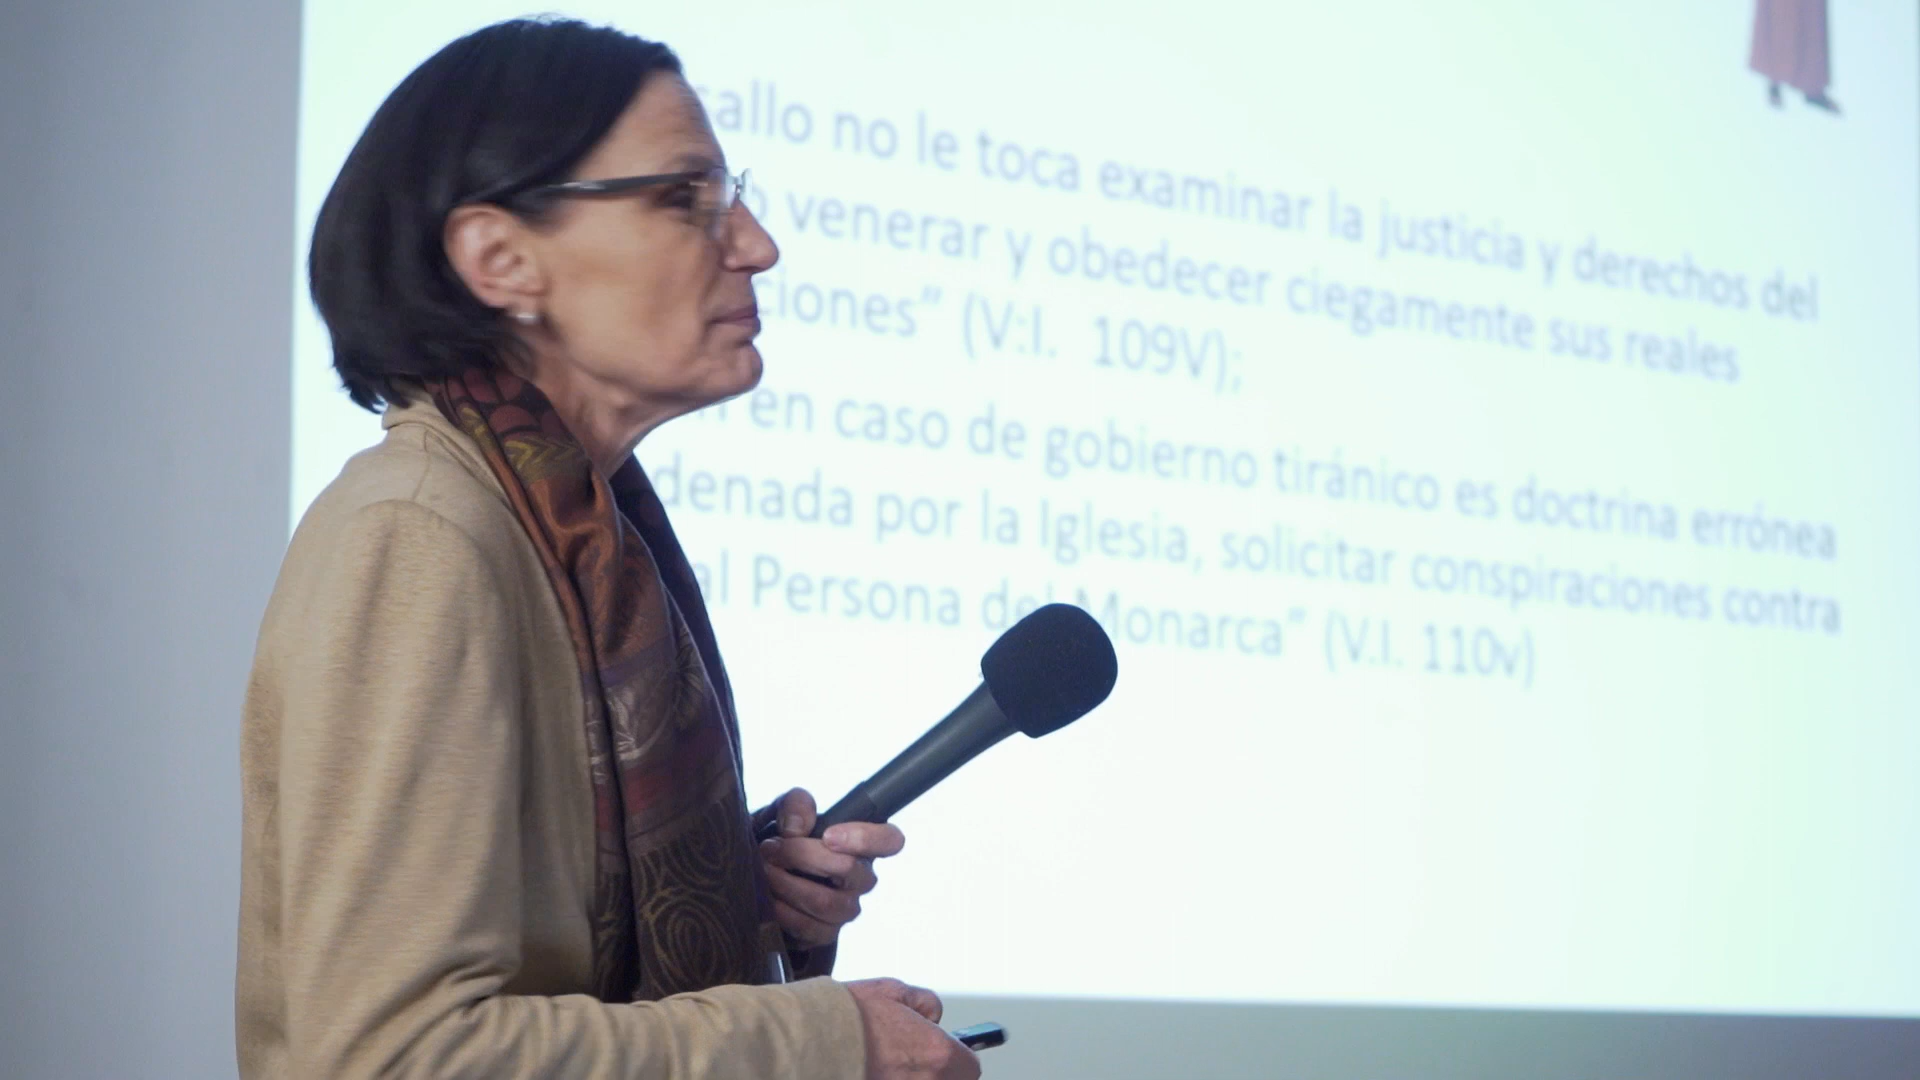 no le toca examinar la justicia y derechos del
venerar y obedecer ciegamente sus reales
ciones” (V:I. 109V);
en caso de gobierno tiránico es doctrina errónea
denada por la Iglesia, solicitar conspiraciones contra
al Persona del Monarca” (V.I. 110v)